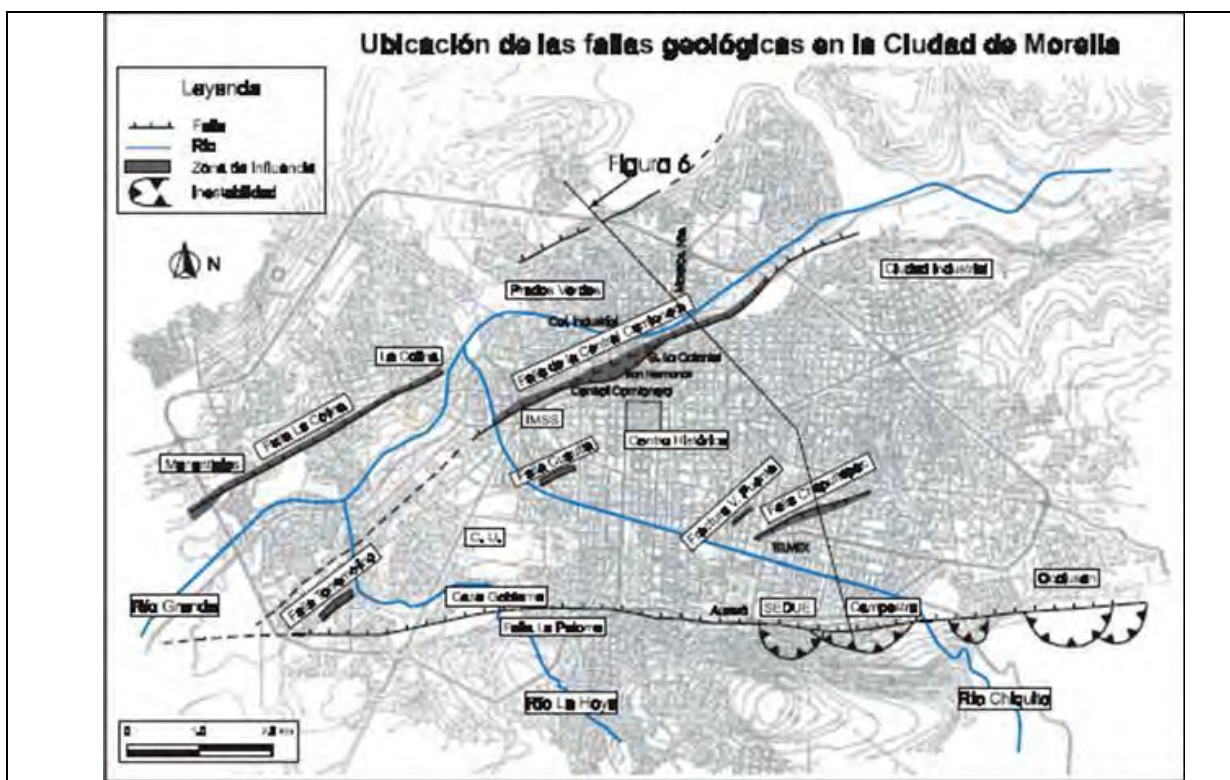 Ubicación de las fallas geológicas en la Ciudad de Morelia
Leyenda
Falla
Río
Zona de Influencia
Inestabilidad
N
Figura 6
Ciudad Industrial
Prados Verdes
Col. Industrial
Falla de la Central Camionera
La Colina
Falla La Colina
Manantiales
Central Camionera
IMSS
Centro Histórico
Falla Chapultepec
TELMEX
C. U.
Río Grande
Casa Gobierno
Falla La Paloma
SEDUE
Campestre
Ocolusen
Río La Hoya
Río Chiquito
0